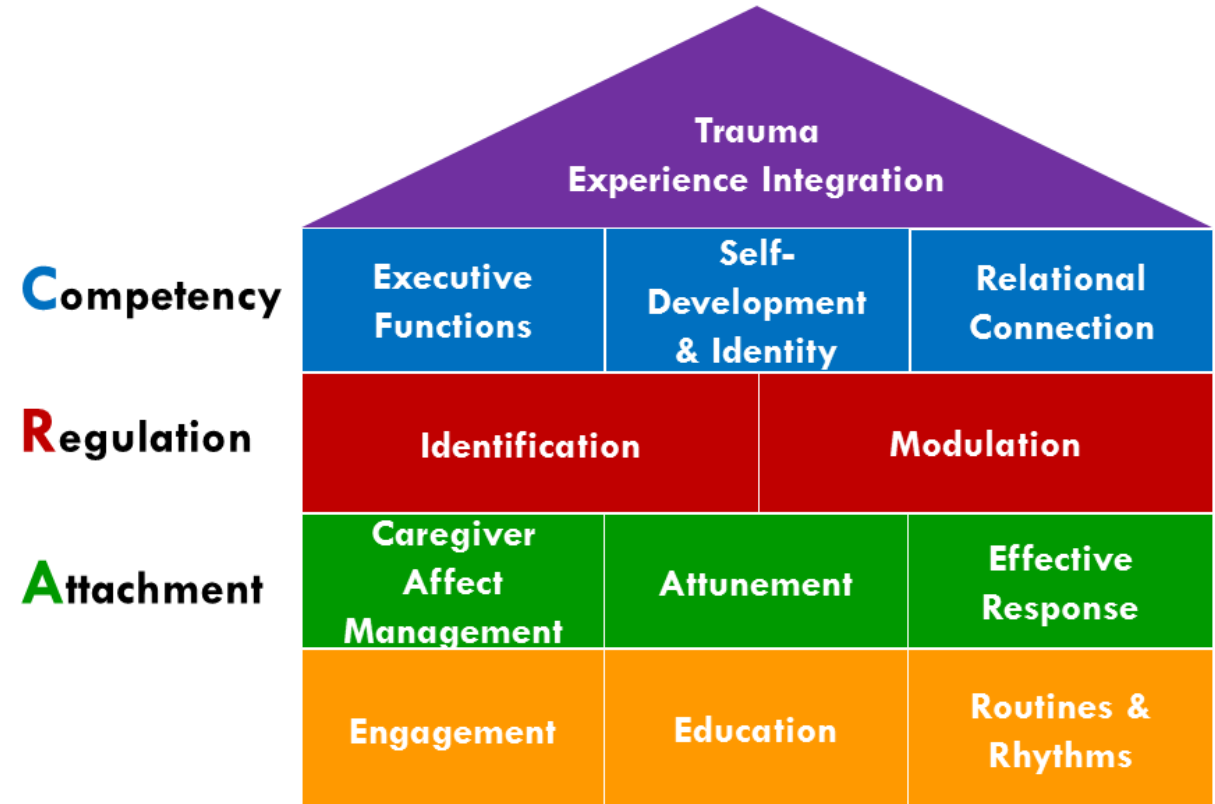 Trauma
Experience Integration
Competency
Executive
Functions
Self-
Development
& Identity
Relational
Connection
Regulation
Identification
Modulation
Attachment
Caregiver
Affect
Management
Attunement
Effective
Response
Engagement
Education
Routines &
Rhythms